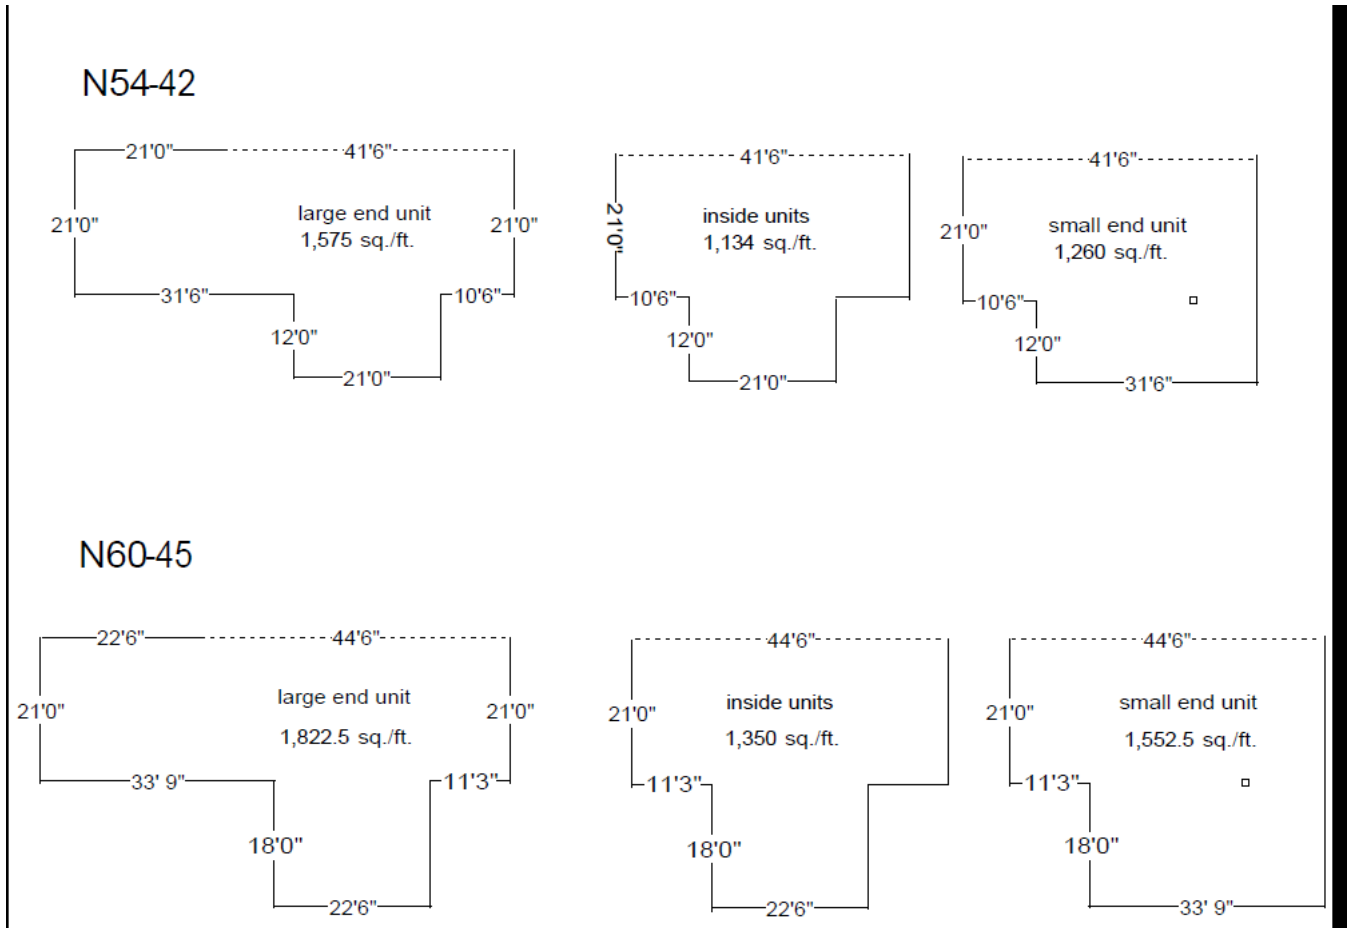 N54-42
21'0" 41'6" 41'6" 41'6"
21'0" large end unit 21'0" 21'0" inside units 21'0" small end unit
1,575 sq./ft. 1,134 sq./ft. 1,260 sq./ft.
31'6" 10'6" 10'6" 10'6"
12'0" 12'0" 12'0"
21'0" 21'0" 31'6"
N60-45
22'6" 44'6" 44'6" 44'6"
21'0" large end unit 21'0" 21'0" inside units 21'0" small end unit
1,822.5 sq./ft. 1,350 sq./ft. 1,552.5 sq./ft.
33' 9" 11'3" 11'3" 11'3"
18'0" 18'0" 18'0"
22'6" 22'6" 33' 9"